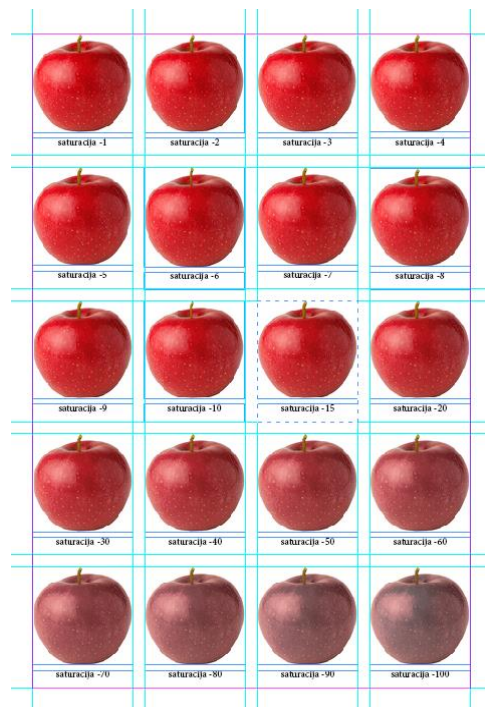 saturacija -1
saturacija -2
saturacija -3
saturacija -4
saturacija -5
saturacija -6
saturacija -7
saturacija -8
saturacija -9
saturacija -10
saturacija -15
saturacija -20
saturacija -30
saturacija -40
saturacija -50
saturacija -60
saturacija -70
saturacija -80
saturacija -90
saturacija -100